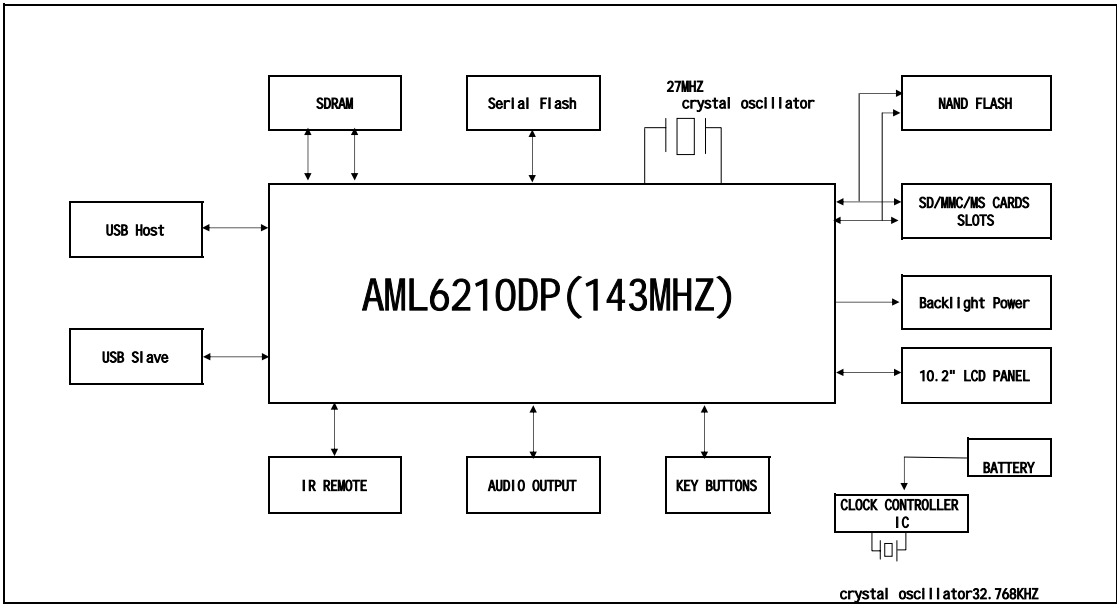 27MHZ
crystal oscillator
SDRAM
Serial Flash
NAND FLASH
SD/MMC/MS CARDS
SLOTS
USB Host
AML6210DP(143MHZ)
Backlight Power
USB Slave
10.2" LCD PANEL
BATTERY
IR REMOTE
AUDIO OUTPUT
KEY BUTTONS
CLOCK CONTROLLER
IC
crystal oscillator32.768KHZ